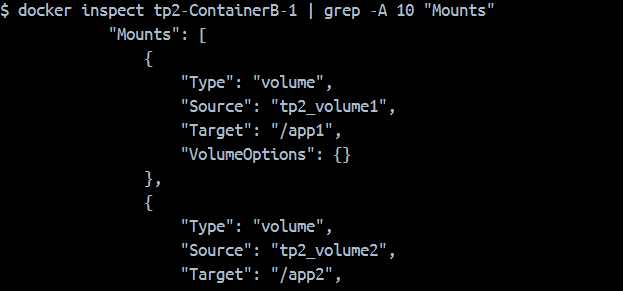 $ docker inspect tp2-ContainerB-1 | grep -A 10 "Mounts"
"Mounts": [
{
"Type": "volume",
"Source": "tp2_volume1",
"Target": "/app1",
"VolumeOptions": {}
},
{
"Type": "volume",
"Source": "tp2_volume2",
"Target": "/app2",